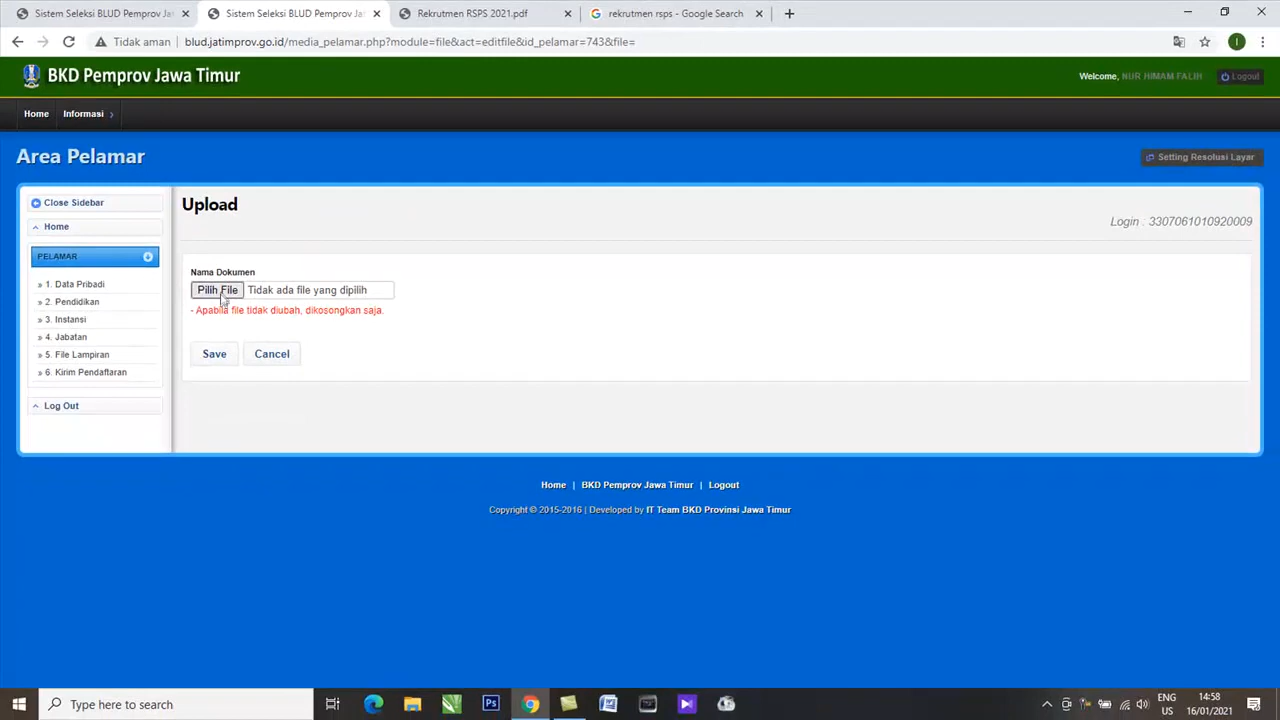 Sistem Seleksi BLUD Pemprov Ja
Sistem Seleksi BLUD Pemprov Ja
Rekrutmen RSPS 2021.pdf
rekrutmen rsps - Google Search
Tidak aman
blud.jatimprov.go.id/media_pelamar.php?module=file&act=editfile&id_pelamar=743&file=
I
BKD Pemprov Jawa Timur
Welcome, NUR HIMAM FALIH
Logout
Home
Informasi
Area Pelamar
Setting Resolusi Layar
Close Sidebar
Home
PELAMAR
» 1. Data Pribadi
» 2. Pendidikan
» 3. Instansi
» 4. Jabatan
» 5. File Lampiran
» 6. Kirim Pendaftaran
Log Out
Upload
Login : 3307061010920009
Nama Dokumen
Pilih File Tidak ada file yang dipilih
- Apabila file tidak diubah, dikosongkan saja.
Save
Cancel
Home | BKD Pemprov Jawa Timur | Logout
Copyright © 2015-2016 | Developed by IT Team BKD Provinsi Jawa Timur
Type here to search
Ps
ENG
US
14:58
16/01/2021